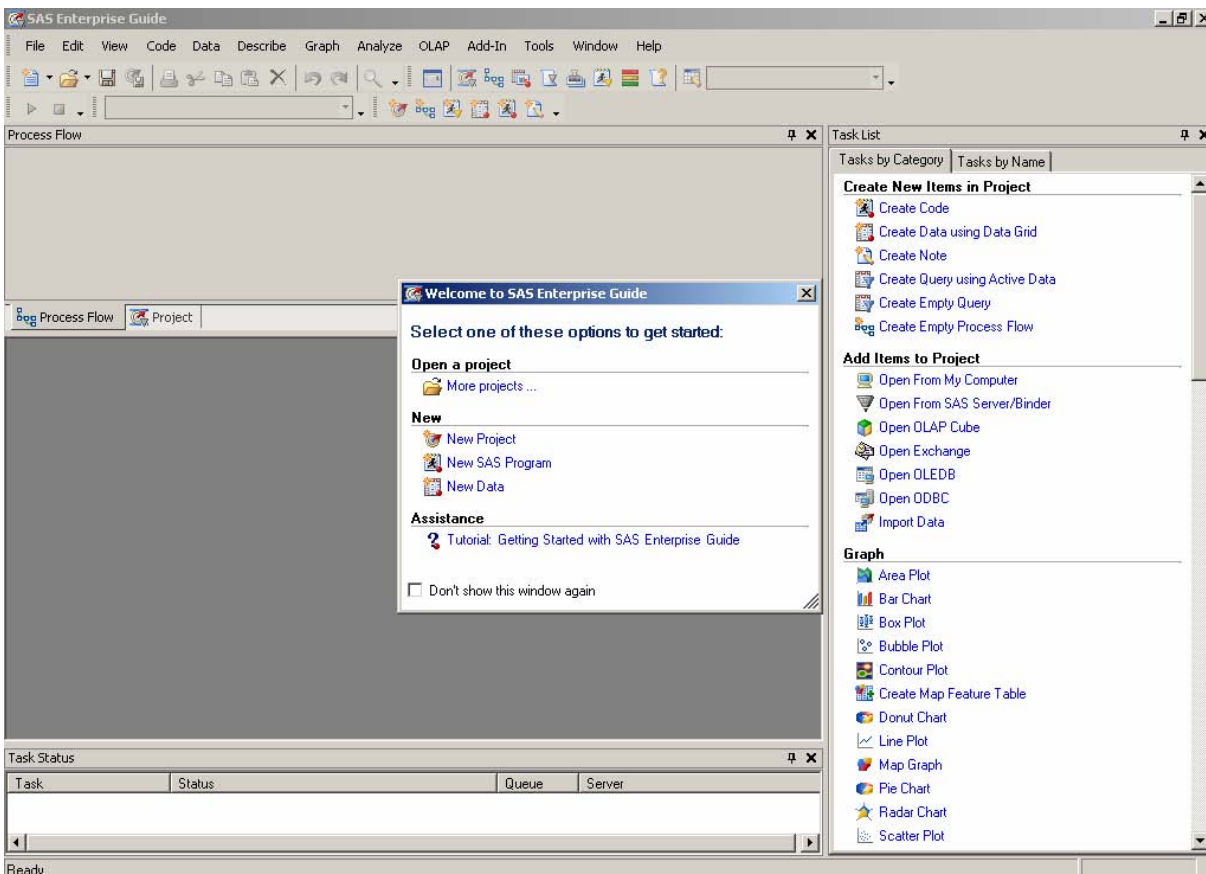 SAS Enterprise Guide
File Edit View Code Data Describe Graph Analyze OLAP Add-In Tools Window Help
Process Flow
Process Flow Project
Welcome to SAS Enterprise Guide
Select one of these options to get started:
Open a project
More projects ...
New
New Project
New SAS Program
New Data
Assistance
Tutorial: Getting Started with SAS Enterprise Guide
Don't show this window again
Task Status
Task Status Queue Server
Ready
Task List
Tasks by Category Tasks by Name
Create New Items in Project
Create Code
Create Data using Data Grid
Create Note
Create Query using Active Data
Create Empty Query
Create Empty Process Flow
Add Items to Project
Open From My Computer
Open From SAS Server/Binder
Open OLAP Cube
Open Exchange
Open OLEDB
Open ODBC
Import Data
Graph
Area Plot
Bar Chart
Box Plot
Bubble Plot
Contour Plot
Create Map Feature Table
Donut Chart
Line Plot
Map Graph
Pie Chart
Radar Chart
Scatter Plot